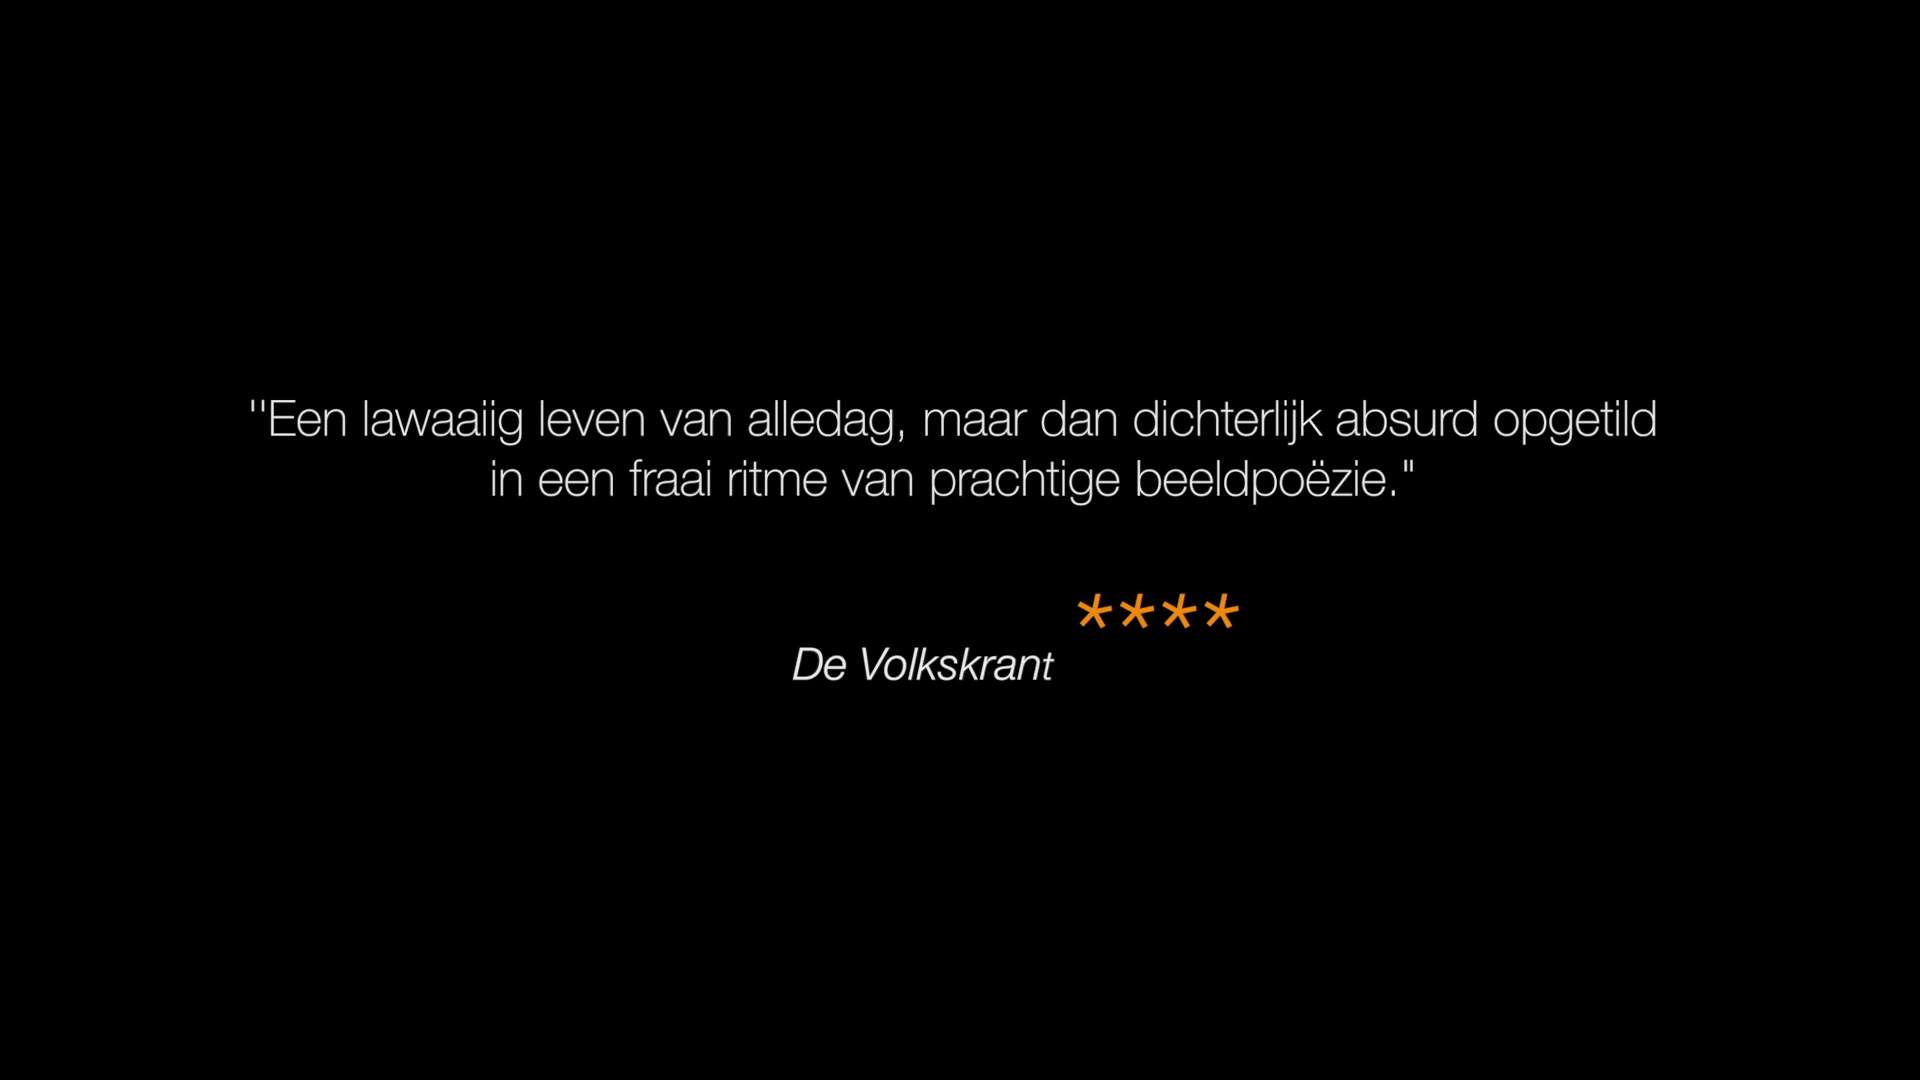 "Een lawaaiig leven van alledag, maar dan dichterlijk absurd opgetild
in een fraai ritme van prachtige beeldpoëzie."
****
De Volkskrant